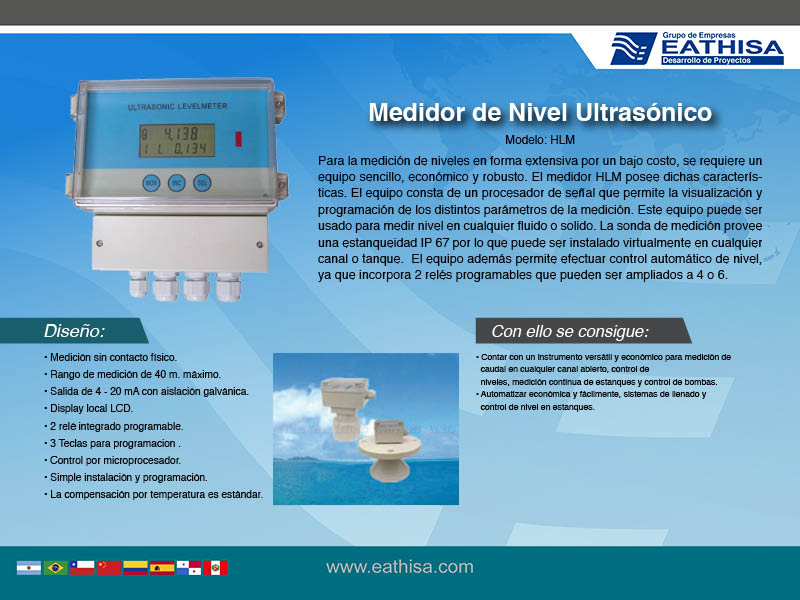 Grupo de Empresas
EATHISA
Desarrollo de Proyectos
Medidor de Nivel Ultrasónico
Modelo: HLM
Para la medición de niveles en forma extensiva por un bajo costo, se requiere un
equipo sencillo, económico y robusto. El medidor HLM posee dichas caracterís-
ticas. El equipo consta de un procesador de señal que permite la visualización y
programación de los distintos parámetros de la medición. Este equipo puede ser
usado para medir nivel en cualquier fluido o solido. La sonda de medición provee
una estanqueidad IP 67 por lo que puede ser instalado virtualmente en cualquier
canal o tanque. El equipo además permite efectuar control automático de nivel,
ya que incorpora 2 relés programables que pueden ser ampliados a 4 o 6.
ULTRASONIC LEVELMETER
4,138
1 L 0,134
MOV INC SEL
Diseño:
• Medición sin contacto físico.
• Rango de medición de 40 m. máximo.
• Salida de 4 - 20 mA con aislación galvánica.
• Display local LCD.
• 2 relé integrado programable.
• 3 Teclas para programacion .
• Control por microprocesador.
• Simple instalación y programación.
• La compensación por temperatura es estándar.
Con ello se consigue:
• Contar con un instrumento versátil y económico para medición de
caudal en cualquier canal abierto, control de
niveles, medición continua de estanques y control de bombas.
• Automatizar económica y fácilmente, sistemas de llenado y
control de nivel en estanques.
www.eathisa.com